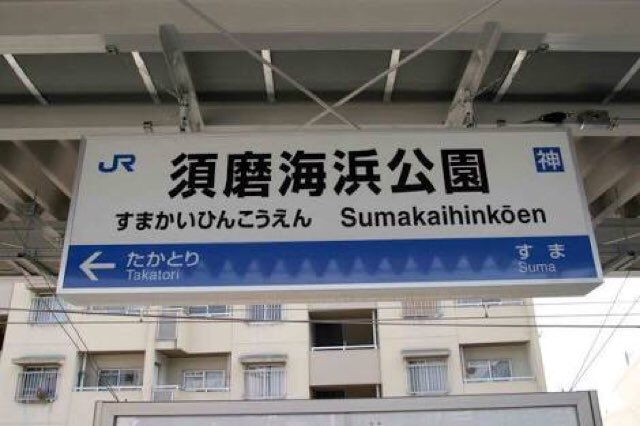 JR 須磨海浜公園 神
すまかいひんこうえん Sumakaihinkōen
たかとり すま
Takatori Suma